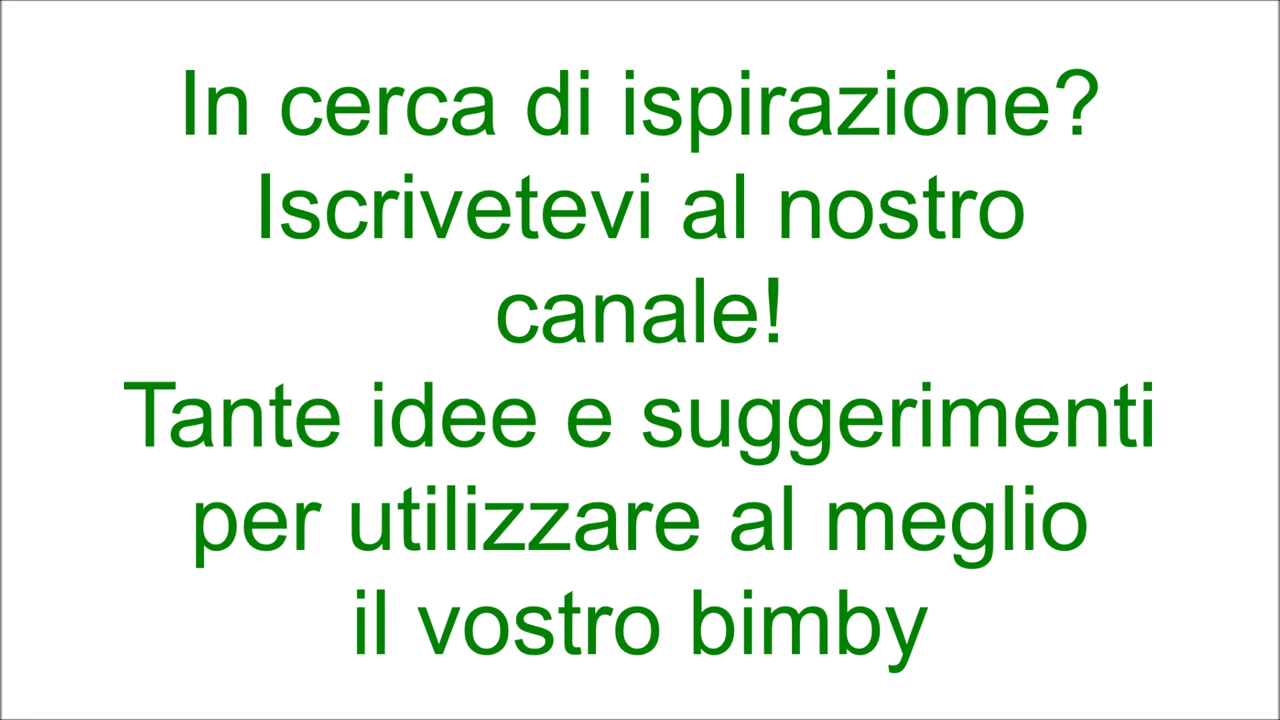 In cerca di ispirazione?
Iscrivetevi al nostro
canale!
Tante idee e suggerimenti
per utilizzare al meglio
il vostro bimby